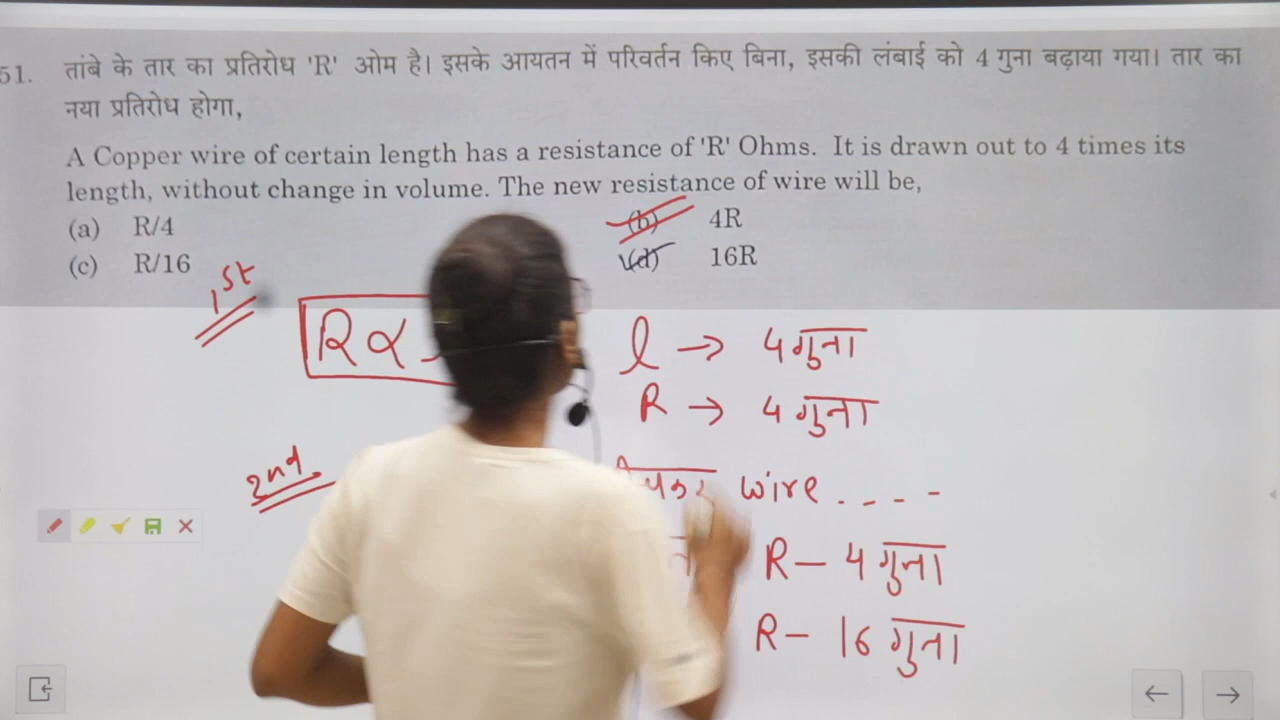 51. तांबे के तार का प्रतिरोध 'R' ओम है। इसके आयतन में परिवर्तन किए बिना, इसकी लंबाई को 4 गुना बढ़ाया गया। तार का
नया प्रतिरोध होगा,
A Copper wire of certain length has a resistance of 'R' Ohms. It is drawn out to 4 times its
length, without change in volume. The new resistance of wire will be,
(a) R/4 (b) 4R
(c) R/16 (d) 16R
1st
R ∝ l → 4 गुना
R → 4 गुना
2nd wire . - - -
R – 4 गुना
R – 16 गुना